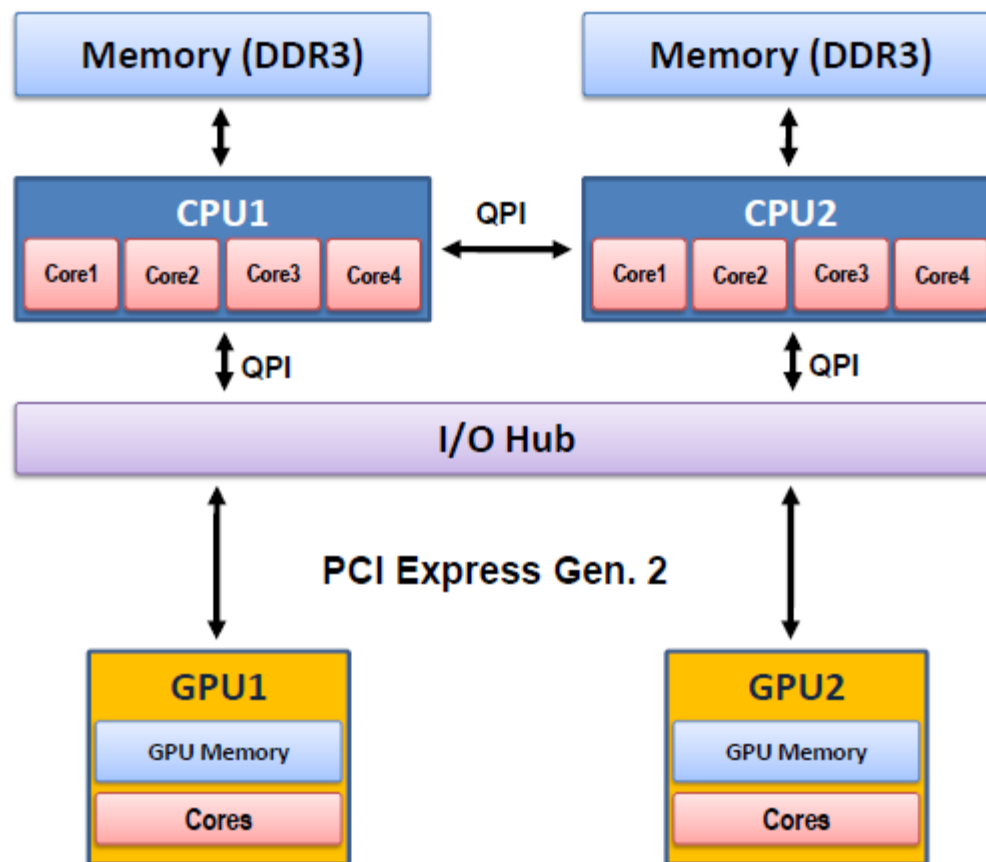 Memory (DDR3)
Memory (DDR3)
CPU1
Core1
Core2
Core3
Core4
QPI
CPU2
Core1
Core2
Core3
Core4
QPI
QPI
I/O Hub
PCI Express Gen. 2
GPU1
GPU Memory
Cores
GPU2
GPU Memory
Cores